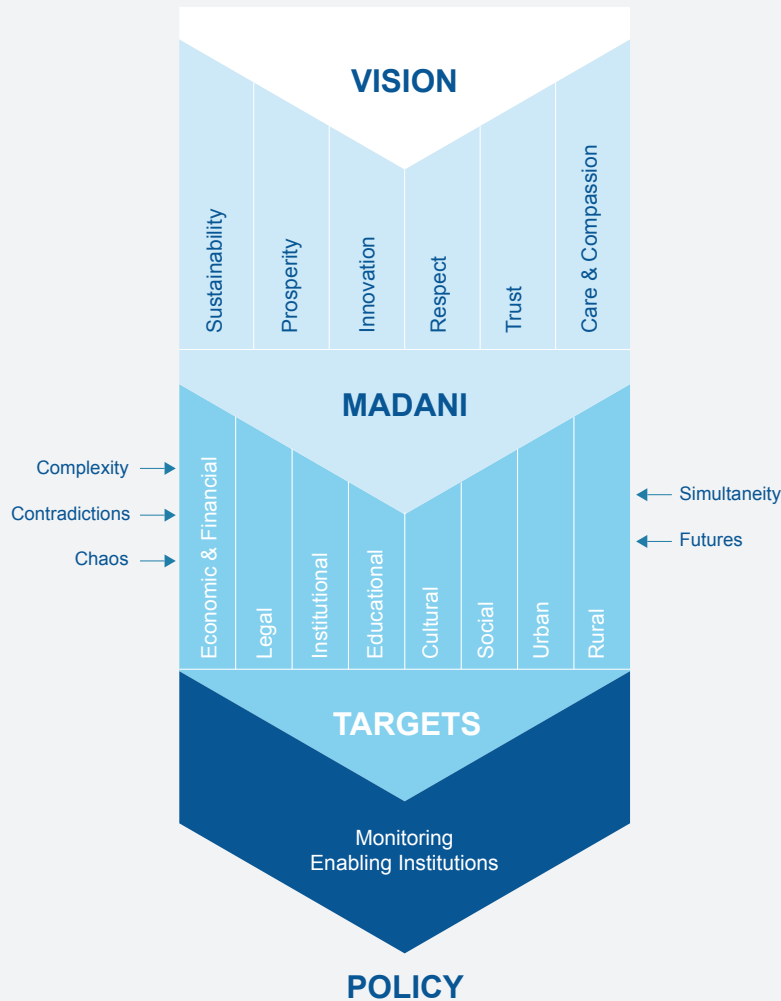 VISION
Sustainability
Prosperity
Innovation
Respect
Trust
Care & Compassion
MADANI
Complexity
Contradictions
Chaos
Economic & Financial
Legal
Institutional
Educational
Cultural
Social
Urban
Rural
Simultaneity
Futures
TARGETS
Monitoring
Enabling Institutions
POLICY